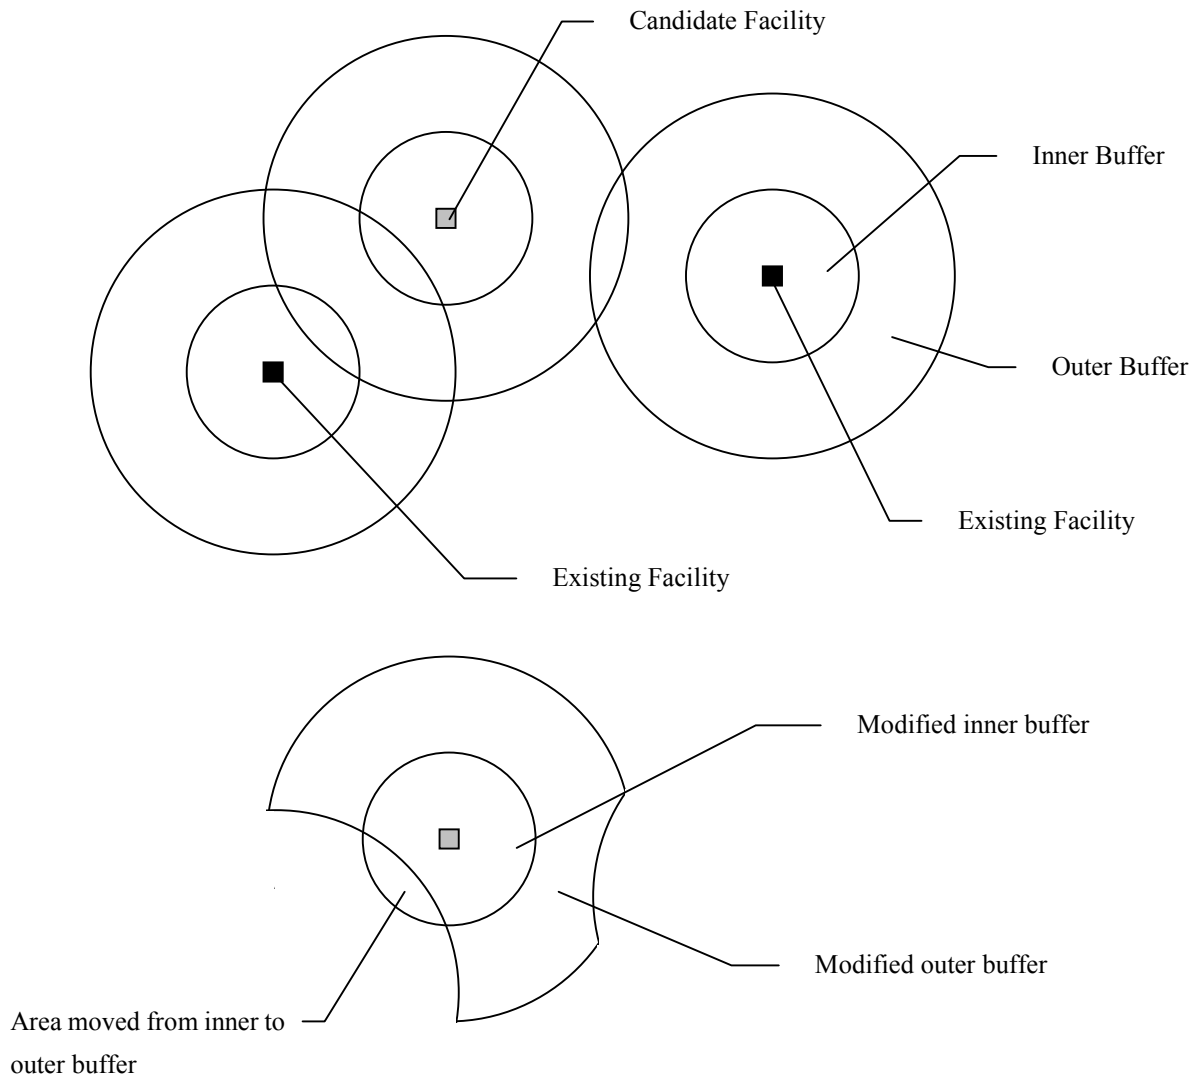 Candidate Facility
Inner Buffer
Outer Buffer
Existing Facility
Existing Facility
Modified inner buffer
Modified outer buffer
Area moved from inner to
outer buffer